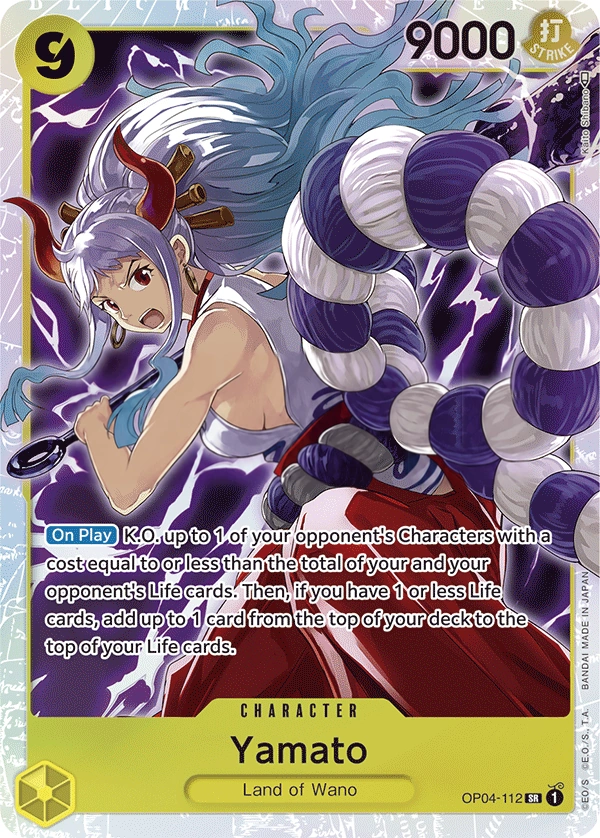 9
9000
打
STRIKE
Kaito Shibano
On Play K.O. up to 1 of your opponent's Characters with a
cost equal to or less than the total of your and your
opponent's Life cards. Then, if you have 1 or less Life
cards, add up to 1 card from the top of your deck to the
top of your Life cards.
BANDAI MADE IN JAPAN
©EO/S ©E.O./S, T.A.
CHARACTER
Yamato
Land of Wano
OP04-112 SR 1